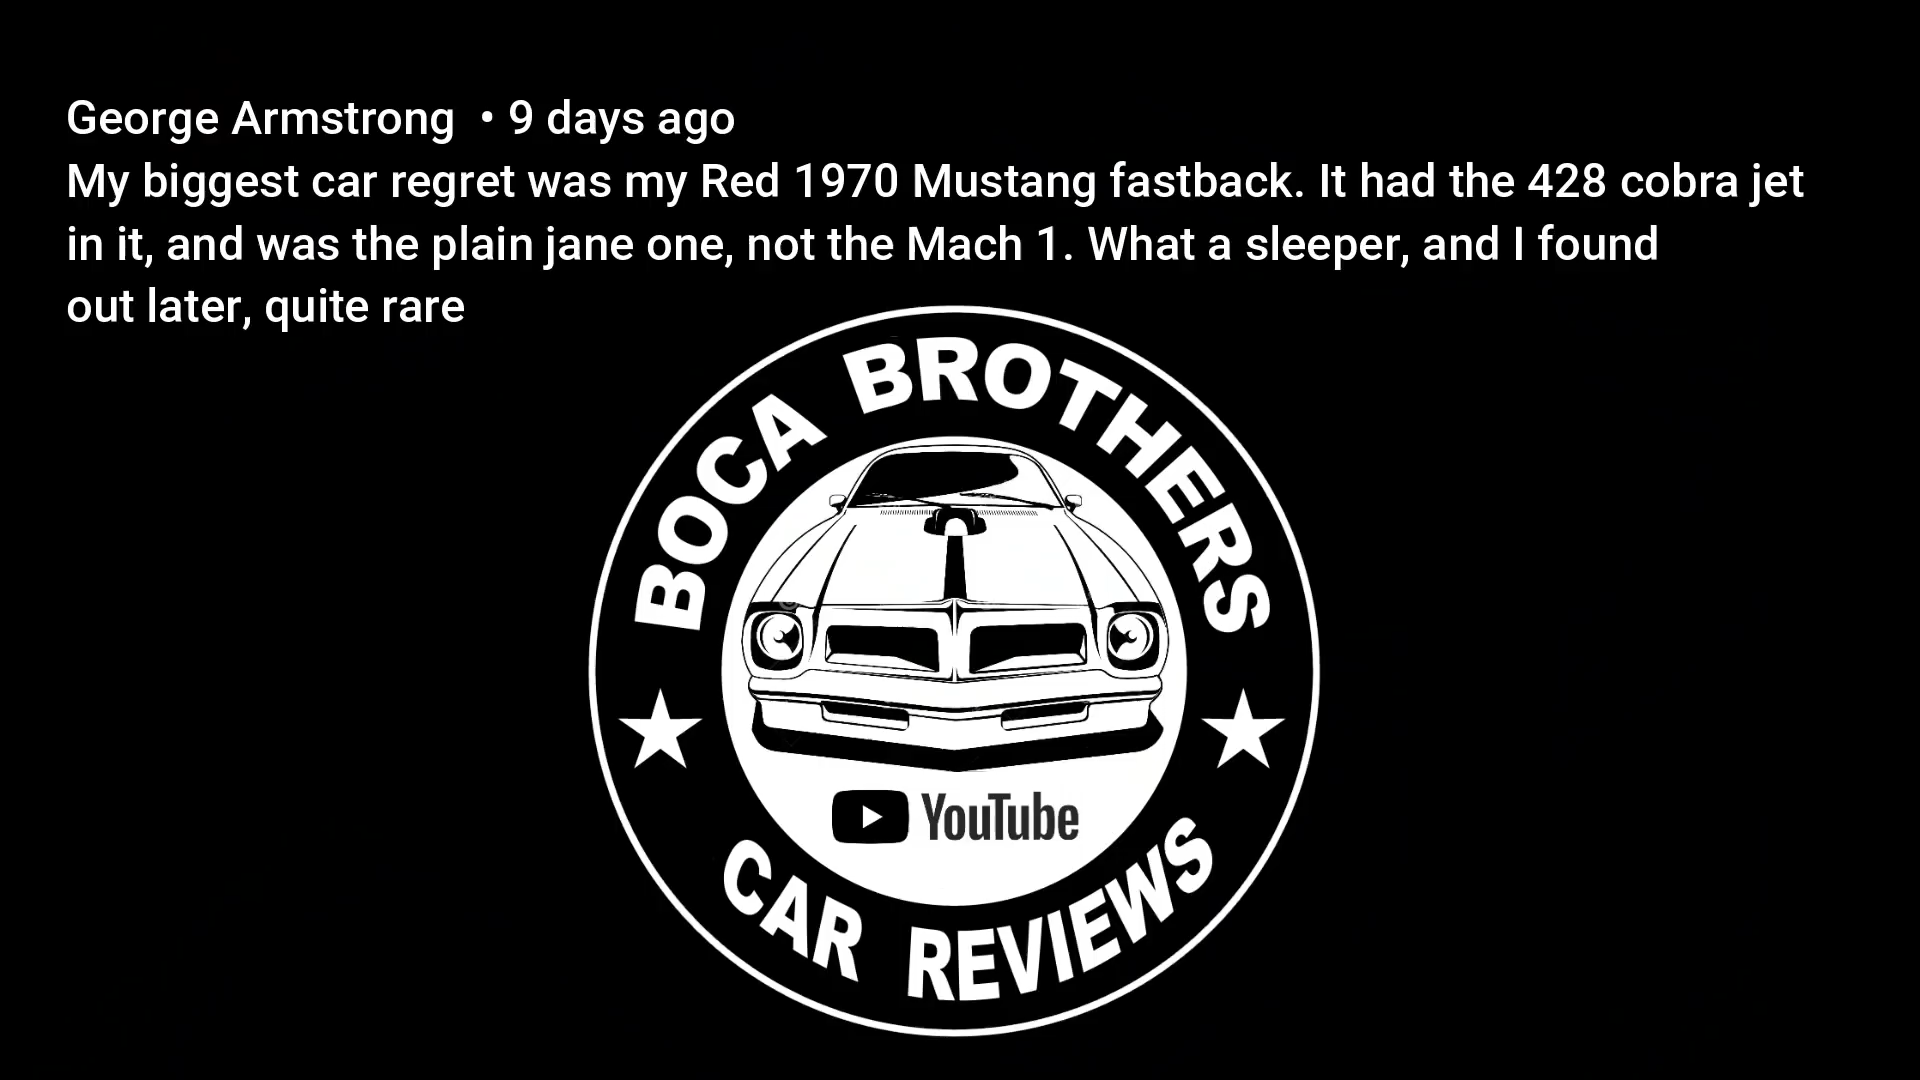 George Armstrong • 9 days ago
My biggest car regret was my Red 1970 Mustang fastback. It had the 428 cobra jet
in it, and was the plain jane one, not the Mach 1. What a sleeper, and I found
out later, quite rare
BOCA BROTHERS
YouTube
CAR REVIEWS